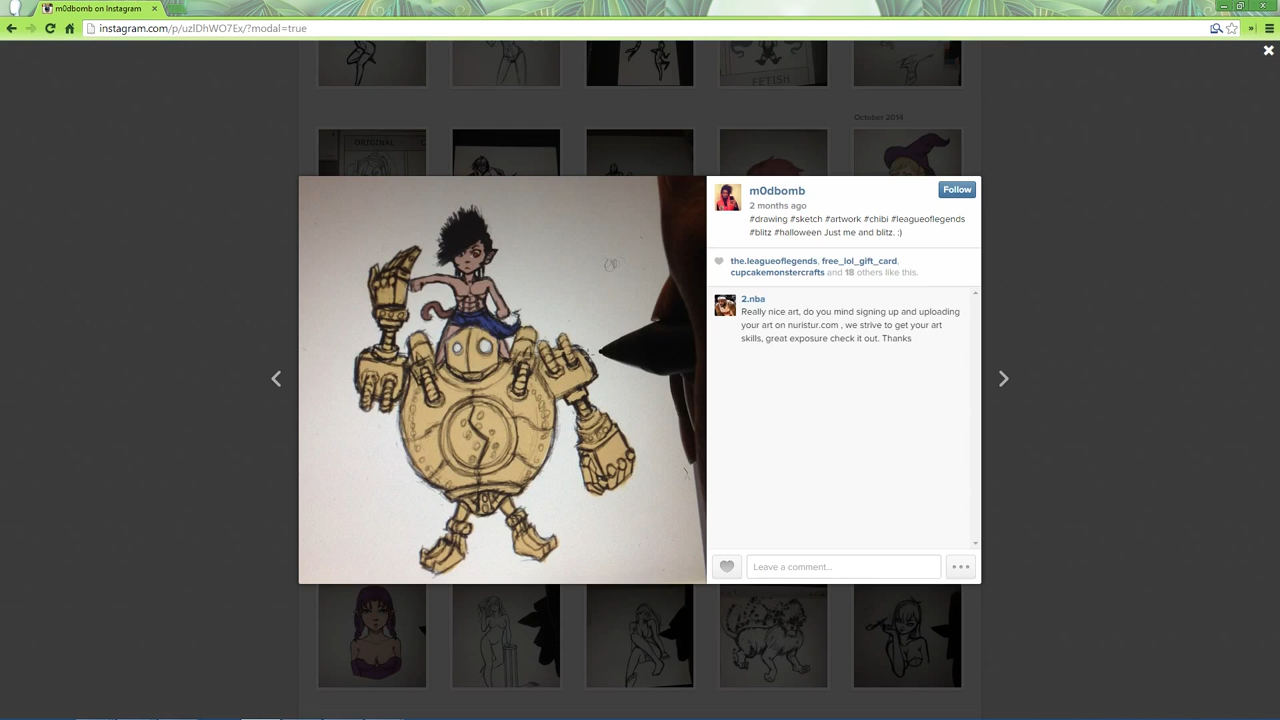 m0dbomb on Instagram
instagram.com/p/uzlDhWO7Ex/?modal=true
FETISH
October 2014
ORIGINAL
m0dbomb
Follow
2 months ago
#drawing #sketch #artwork #chibi #leagueoflegends
#blitz #halloween Just me and blitz. :)
the.leagueoflegends, free_lol_gift_card,
cupcakemonstercrafts and 18 others like this.
2.nba
Really nice art, do you mind signing up and uploading
your art on nuristur.com , we strive to get your art
skills, great exposure check it out. Thanks
Leave a comment...